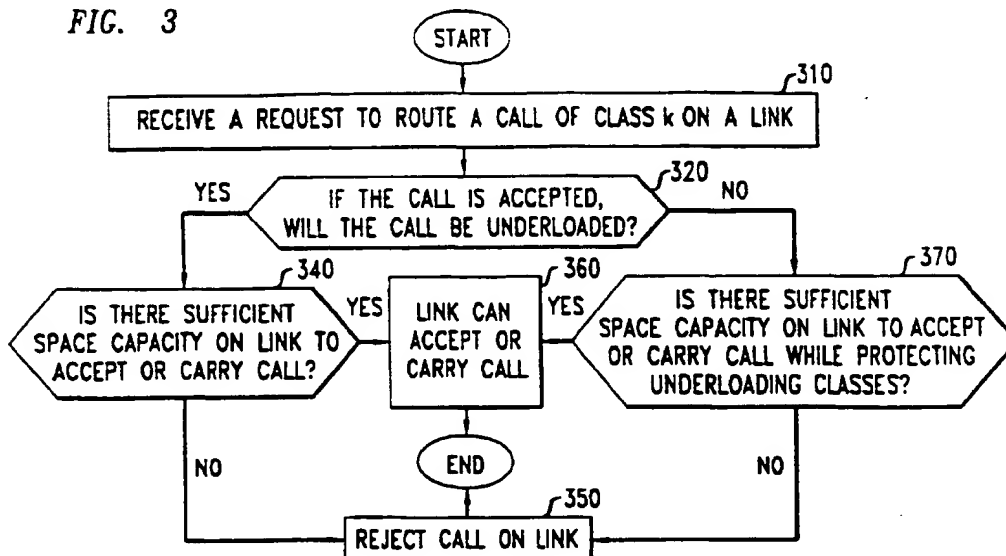 FIG. 3
START
310
RECEIVE A REQUEST TO ROUTE A CALL OF CLASS k ON A LINK
320
YES
IF THE CALL IS ACCEPTED,
WILL THE CALL BE UNDERLOADED?
NO
340
IS THERE SUFFICIENT
SPACE CAPACITY ON LINK TO
ACCEPT OR CARRY CALL?
YES
360
LINK CAN
ACCEPT OR
CARRY CALL
YES
370
IS THERE SUFFICIENT
SPACE CAPACITY ON LINK TO ACCEPT
OR CARRY CALL WHILE PROTECTING
UNDERLOADING CLASSES?
NO
END
NO
350
REJECT CALL ON LINK